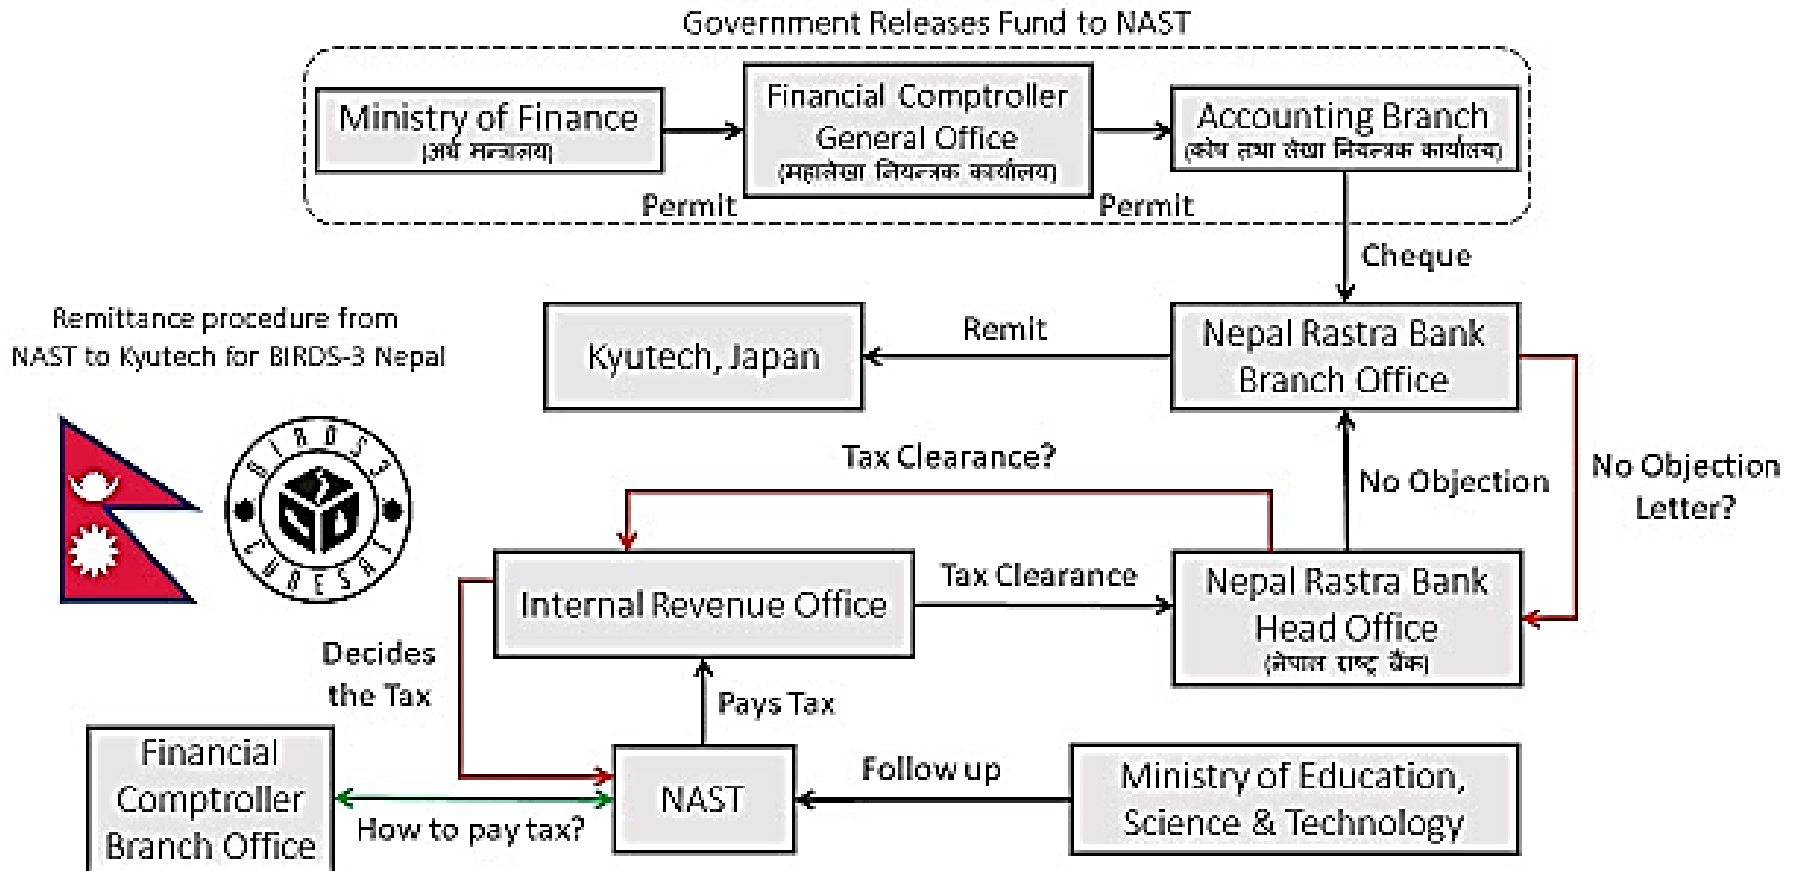 Government Releases Fund to NAST
Ministry of Finance
(अर्थ मन्त्रालय)
Financial Comptroller
General Office
(महालेखा नियन्त्रक कार्यालय)
Accounting Branch
(कोष तथा लेखा नियन्त्रक कार्यालय)
Permit
Permit
Cheque
Remittance procedure from
NAST to Kyutech for BIRDS-3 Nepal
Kyutech, Japan
Remit
Nepal Rastra Bank
Branch Office
BIRDS3
CUBESAT
Tax Clearance?
No Objection
No Objection
Letter?
Internal Revenue Office
Tax Clearance
Nepal Rastra Bank
Head Office
(नेपाल राष्ट्र बैंक)
Decides
the Tax
Pays Tax
Financial
Comptroller
Branch Office
How to pay tax?
NAST
Follow up
Ministry of Education,
Science & Technology